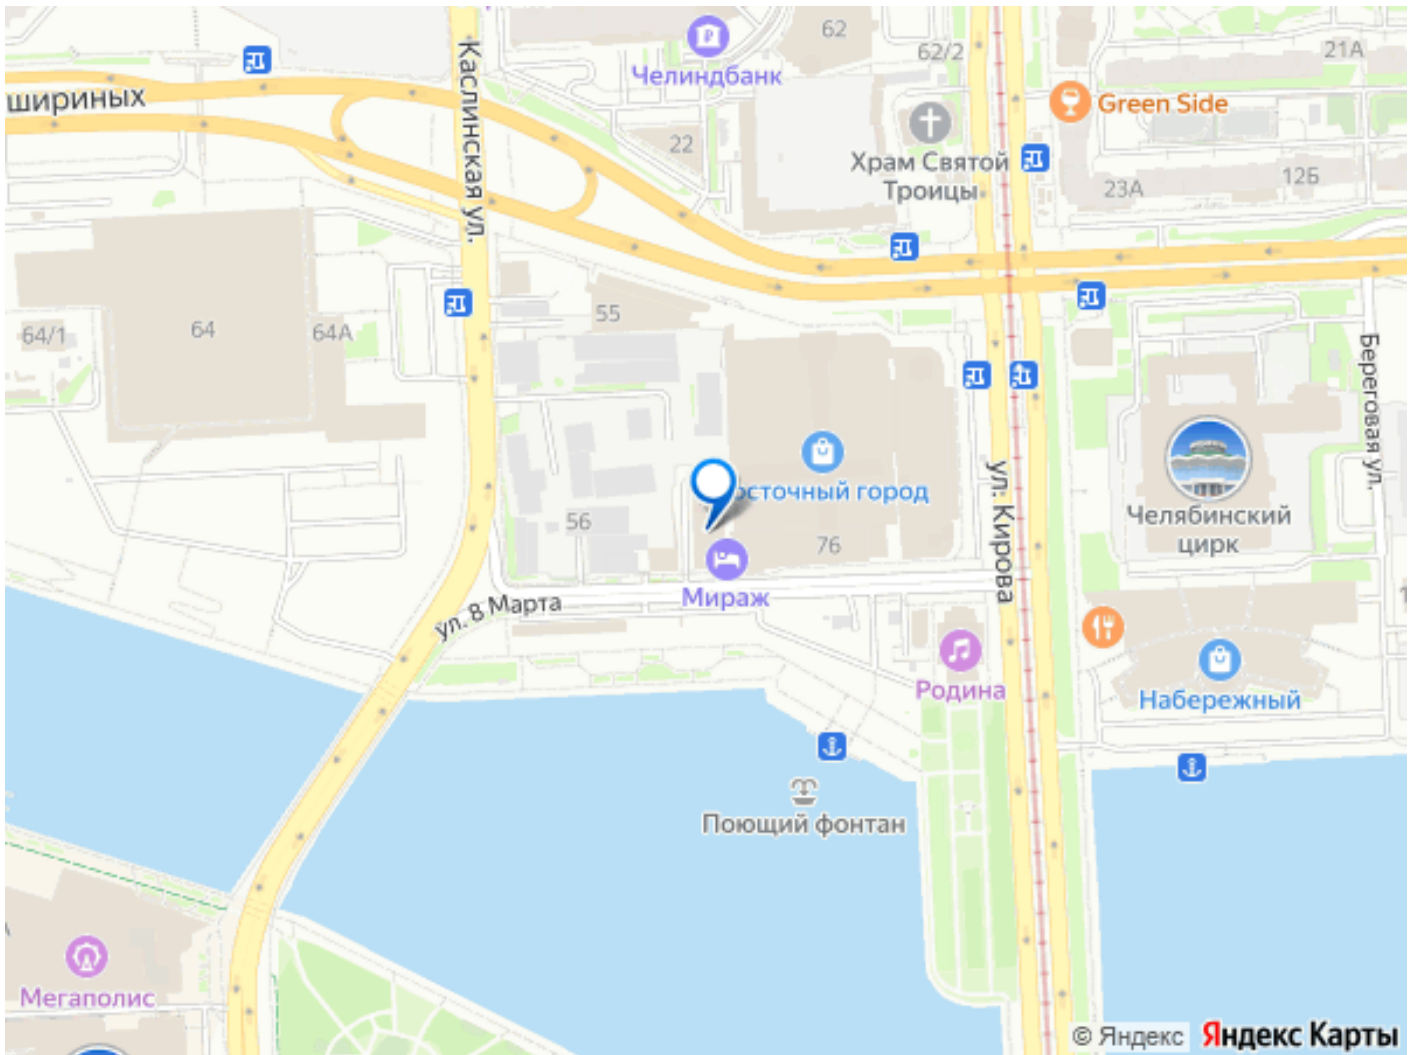 62
62/2
21А
Челиндбанк
шириных
Каслинская ул.
Green Side
22
Храм Святой
Троицы
23А
12Б
64/1
64
64А
55
Береговая ул.
осточный город
ул. Кирова
56
76
Челябинский
цирк
Мираж
ул. 8 Марта
Родина
Набережный
Поющий фонтан
Мегаполис
© Яндекс Яндекс Карты